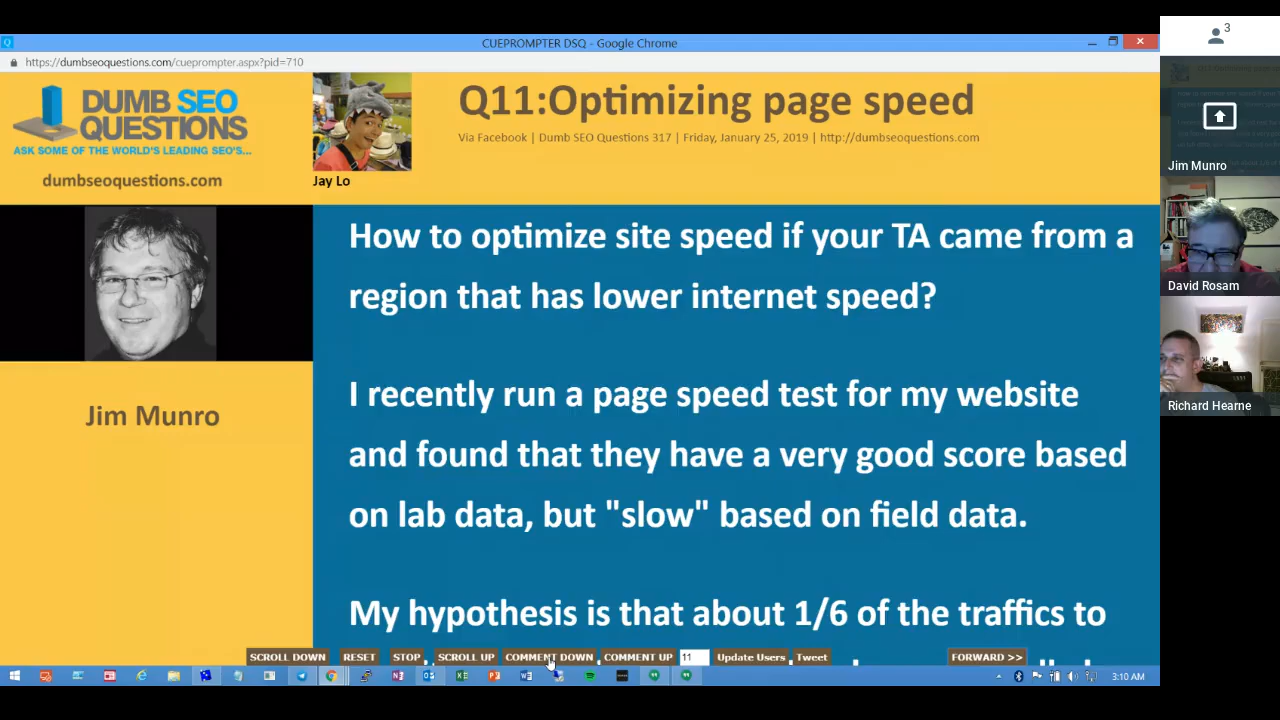 CUEPROMPTER DSQ - Google Chrome
https://dumbseoquestions.com/cueprompter.aspx?pid=710
DUMB SEO
QUESTIONS
ASK SOME OF THE WORLD'S LEADING SEO'S...
dumbseoquestions.com
Jay Lo
Q11:Optimizing page speed
Via Facebook | Dumb SEO Questions 317 | Friday, January 25, 2019 | http://dumbseoquestions.com
Jim Munro
How to optimize site speed if your TA came from a
region that has lower internet speed?
I recently run a page speed test for my website
and found that they have a very good score based
on lab data, but "slow" based on field data.
My hypothesis is that about 1/6 of the traffics to
SCROLL DOWN
RESET
STOP
SCROLL UP
COMMENT DOWN
COMMENT UP
11
Update Users
Tweet
FORWARD >>
3:10 AM
3
Jim Munro
David Rosam
Richard Hearne